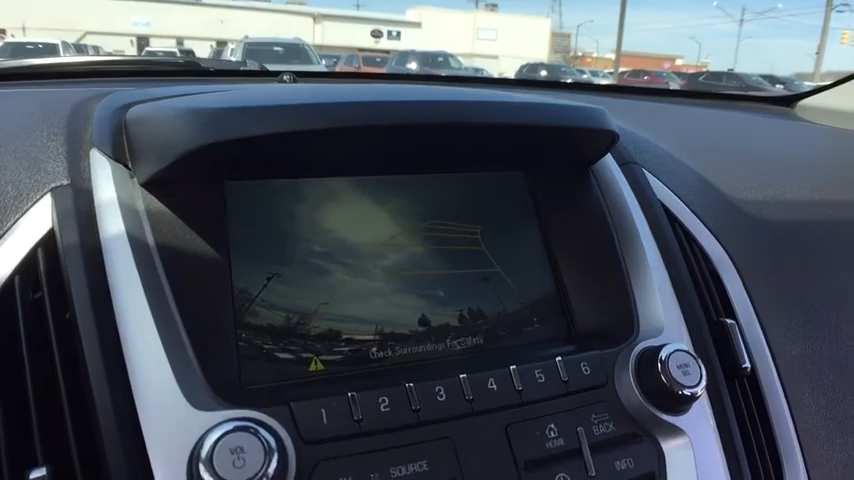 Check Surroundings For Safety
1 2 3 4 5 6
VOL
MENU
SEL
HOME
BACK
SOURCE
INFO